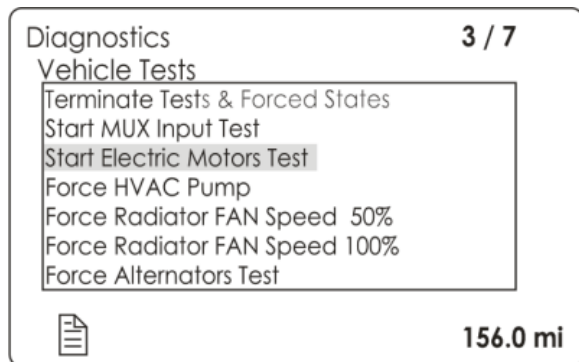 Diagnostics 3 / 7
Vehicle Tests
Terminate Tests & Forced States
Start MUX Input Test
Start Electric Motors Test
Force HVAC Pump
Force Radiator FAN Speed 50%
Force Radiator FAN Speed 100%
Force Alternators Test
156.0 mi